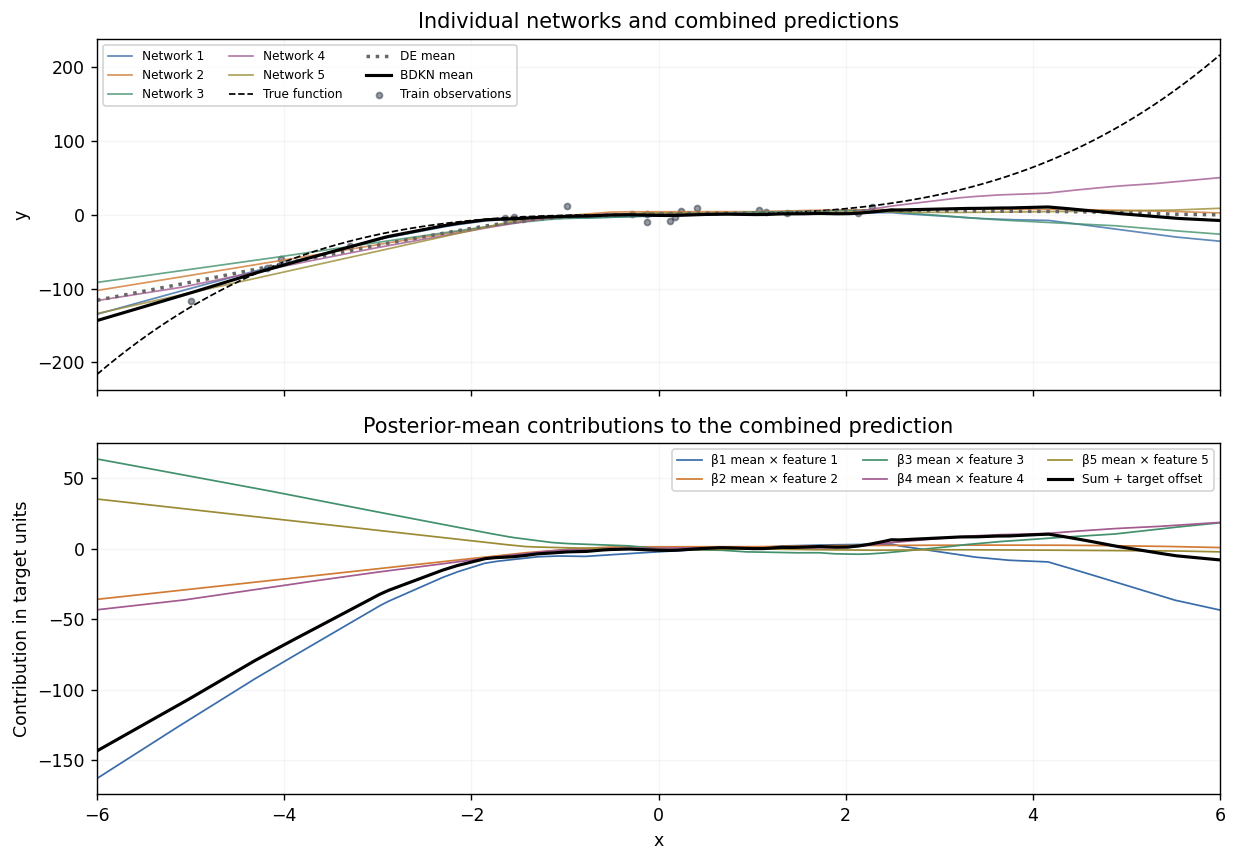 Individual networks and combined predictions
Network 1
Network 2
Network 3
Network 4
Network 5
True function
DE mean
BDKN mean
Train observations
y
200
100
0
−100
−200
Posterior-mean contributions to the combined prediction
β1 mean × feature 1
β2 mean × feature 2
β3 mean × feature 3
β4 mean × feature 4
β5 mean × feature 5
Sum + target offset
Contribution in target units
50
0
−50
−100
−150
−6
−4
−2
0
2
4
6
x